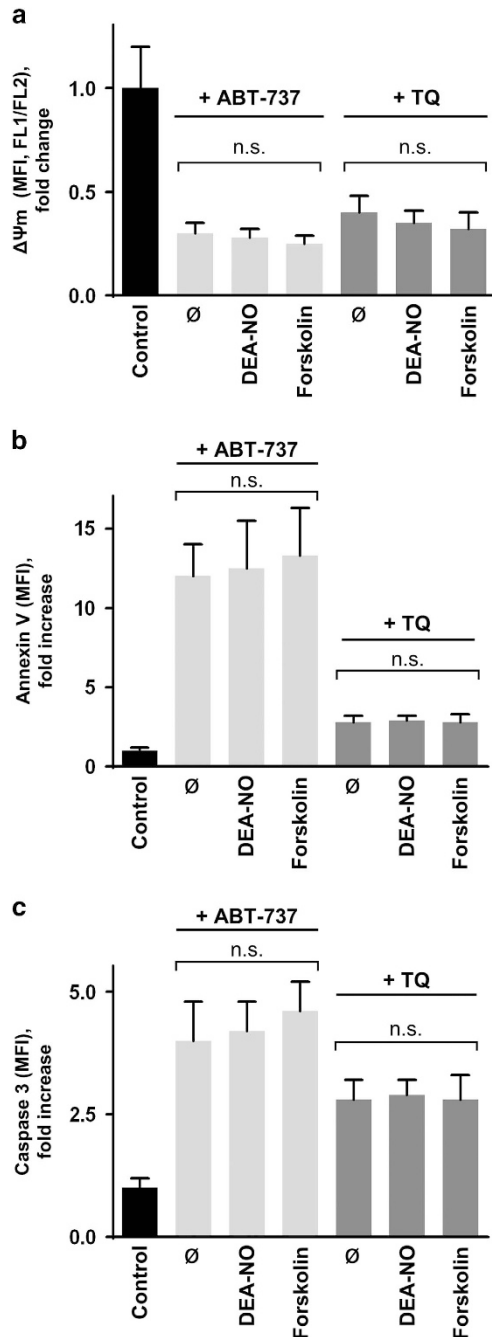 a
ΔΨm (MFI, FL1/FL2),
fold change
1.0
0.5
0.0
+ ABT-737
+ TQ
n.s.
n.s.
Control
Ø
DEA-NO
Forskolin
Ø
DEA-NO
Forskolin
b
Annexin V (MFI),
fold increase
15
10
5
0
+ ABT-737
n.s.
+ TQ
n.s.
Control
Ø
DEA-NO
Forskolin
Ø
DEA-NO
Forskolin
c
Caspase 3 (MFI),
fold increase
5.0
2.5
0.0
+ ABT-737
n.s.
+ TQ
n.s.
Control
Ø
DEA-NO
Forskolin
Ø
DEA-NO
Forskolin